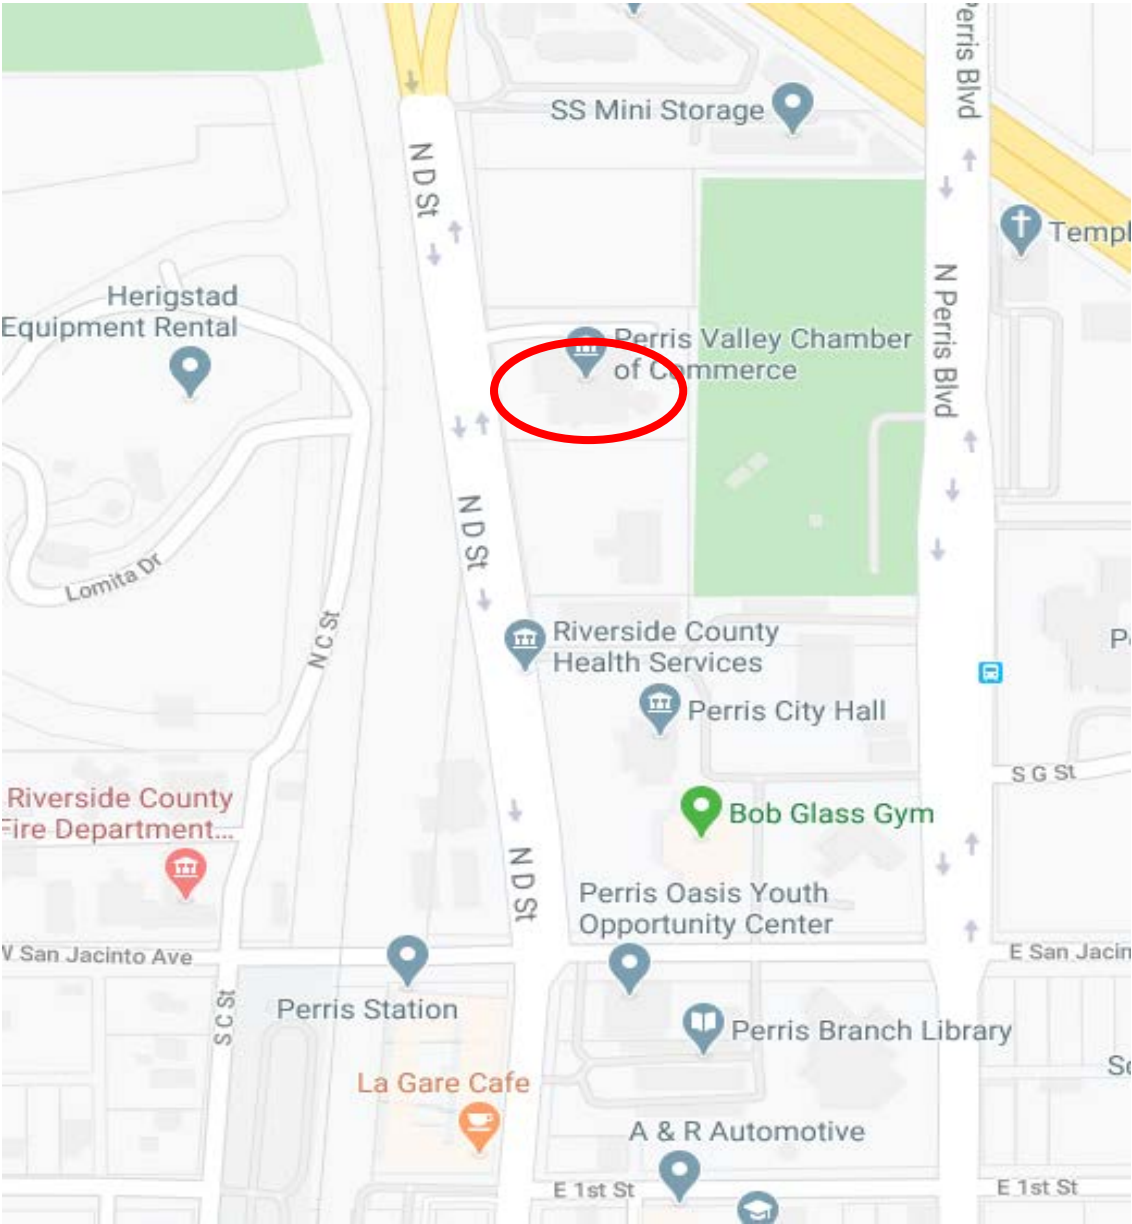 Perris Blvd
SS Mini Storage
N D St
Templ
Herigstad
Equipment Rental
N Perris Blvd
Perris Valley Chamber
of Commerce
N D St
Lomita Dr
N C St
Riverside County
Health Services
P
Perris City Hall
S G St
Riverside County
Fire Department...
Bob Glass Gym
N D St
Perris Oasis Youth
Opportunity Center
W San Jacinto Ave
E San Jacin
S C St
Perris Station
Perris Branch Library
Se
La Gare Cafe
A & R Automotive
E 1st St
E 1st St